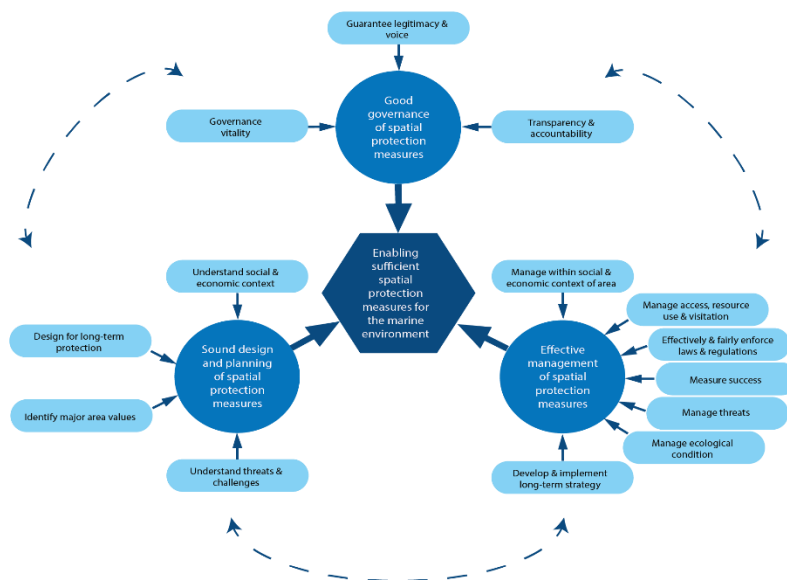 Guarantee legitimacy &
voice
Good
governance
of spatial
protection
measures
Governance
vitality
Transparency &
accountability
Enabling
sufficient
spatial
protection
measures for
the marine
environment
Understand social &
economic context
Design for long-term
protection
Sound design
and planning
of spatial
protection
measures
Identify major area values
Understand threats &
challenges
Manage within social &
economic context of area
Manage access, resource
use & visitation
Effectively & fairly enforce
laws & regulations
Effective
management
of spatial
protection
measures
Measure success
Manage threats
Manage ecological
condition
Develop & implement
long-term strategy